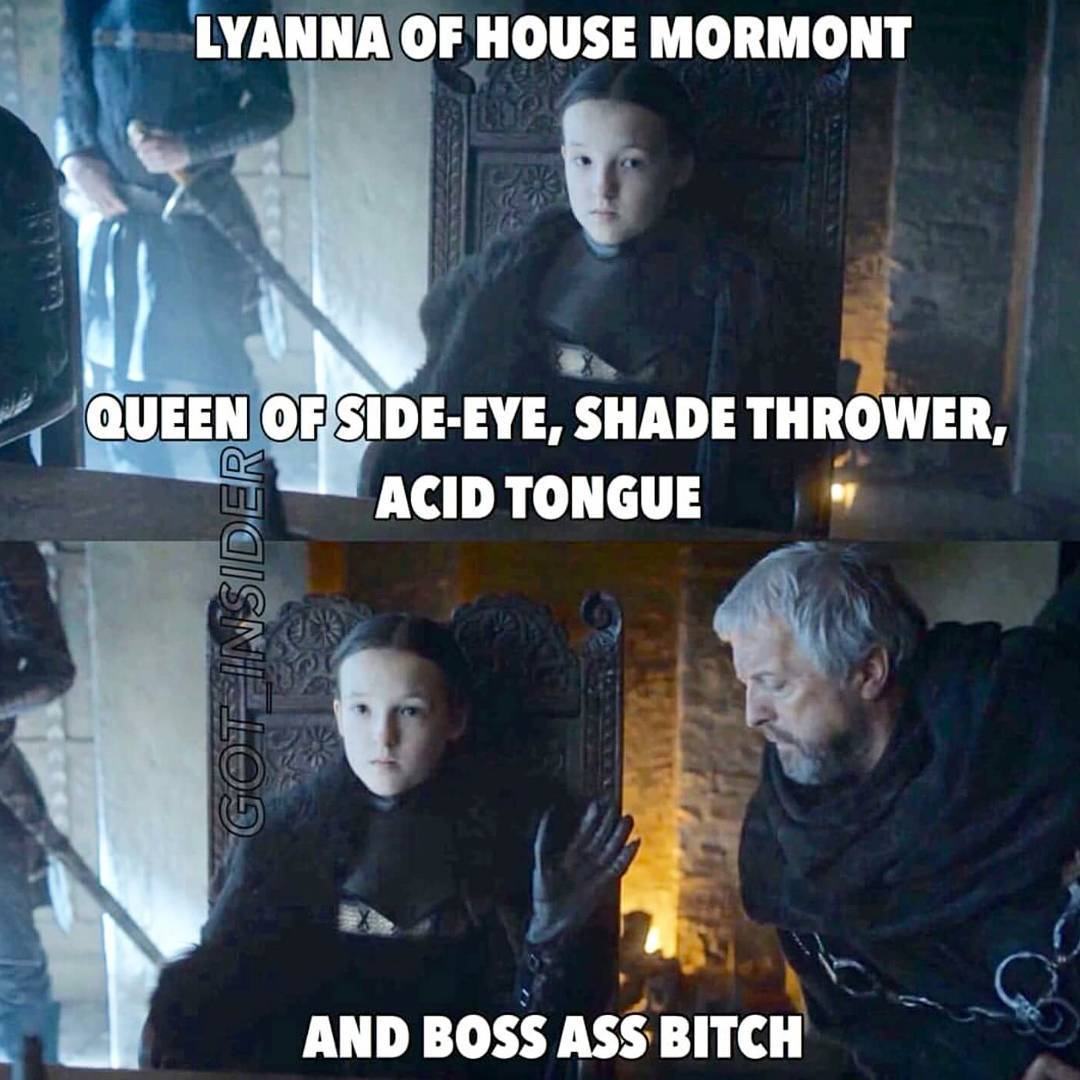 LYANNA OF HOUSE MORMONT
QUEEN OF SIDE-EYE, SHADE THROWER,
ACID TONGUE
GOT_INSIDER
AND BOSS ASS BITCH